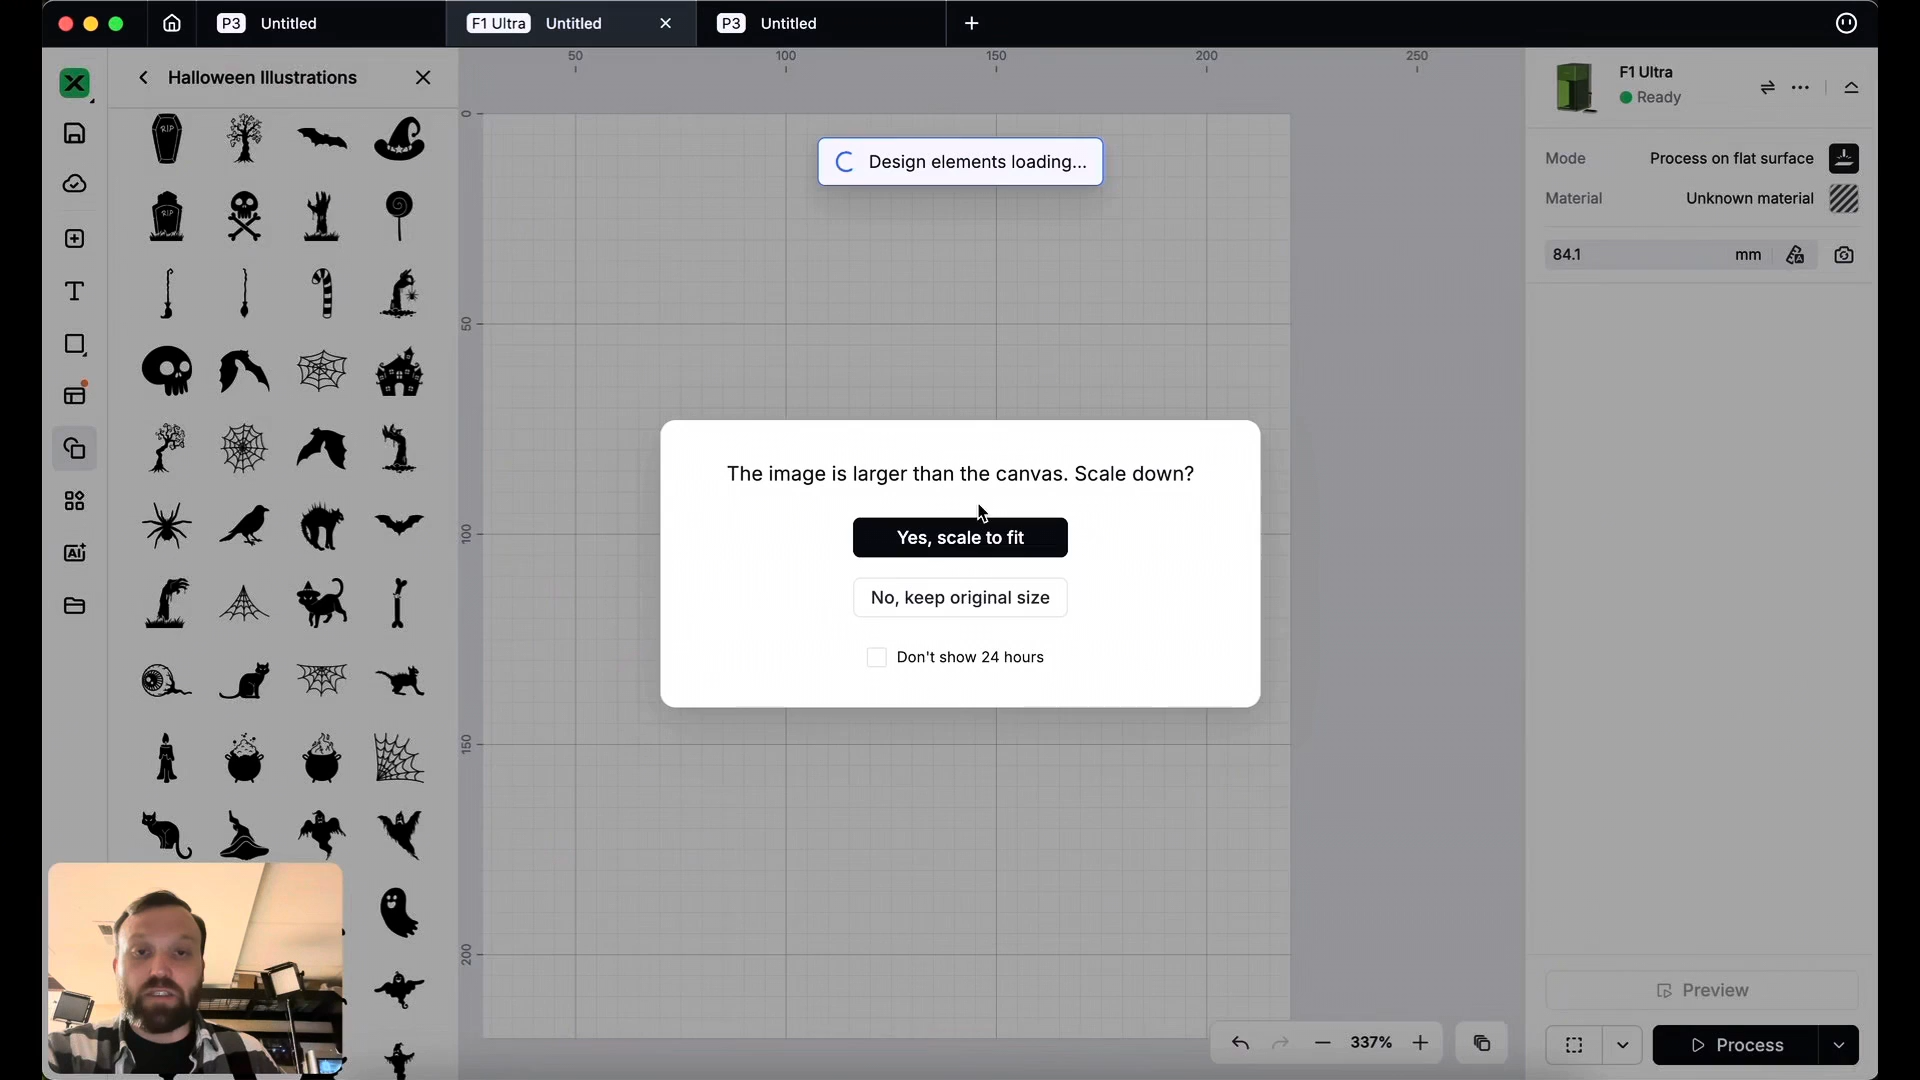 P3 Untitled
F1 Ultra Untitled
P3 Untitled
Halloween Illustrations
50
100
150
200
250
0
50
100
150
200
RIP
RIP
Design elements loading...
The image is larger than the canvas. Scale down?
Yes, scale to fit
No, keep original size
Don't show 24 hours
F1 Ultra
Ready
Mode Process on flat surface
Material Unknown material
84.1 mm
T
AI
337%
Preview
Process